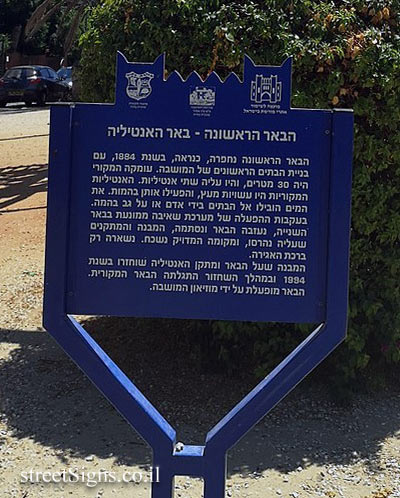 הבאר הראשונה - באר האנטיליה
הבאר הראשונה נחפרה, כנראה, בשנת 1884, עם
בניית הבתים הראשונים של המושבה. עומקה המקורי
היה 30 מטרים, והיו עליה שתי אנטיליות. האנטיליות
המקוריות היו עשויות מעץ, והפעילו אותן בהמות. את
המים הובילו אל הבתים בידי אדם או על גב בהמה.
בעקבות ההפעלה של מערכת שאיבה ממונעת בבאר
השנייה, נעזבה הבאר ונסתמה, המבנה והמתקנים
שעליה נהרסו, ומקומה המדויק נשכח. נשארה רק
ברכת האגירה.
המבנה שעל הבאר ומתקן האנטיליה שוחזרו בשנת
1994 ובמהלך השחזור התגלתה הבאר המקורית.
הבאר מופעלת על ידי מוזיאון המושבה.
streetSigns.co.il